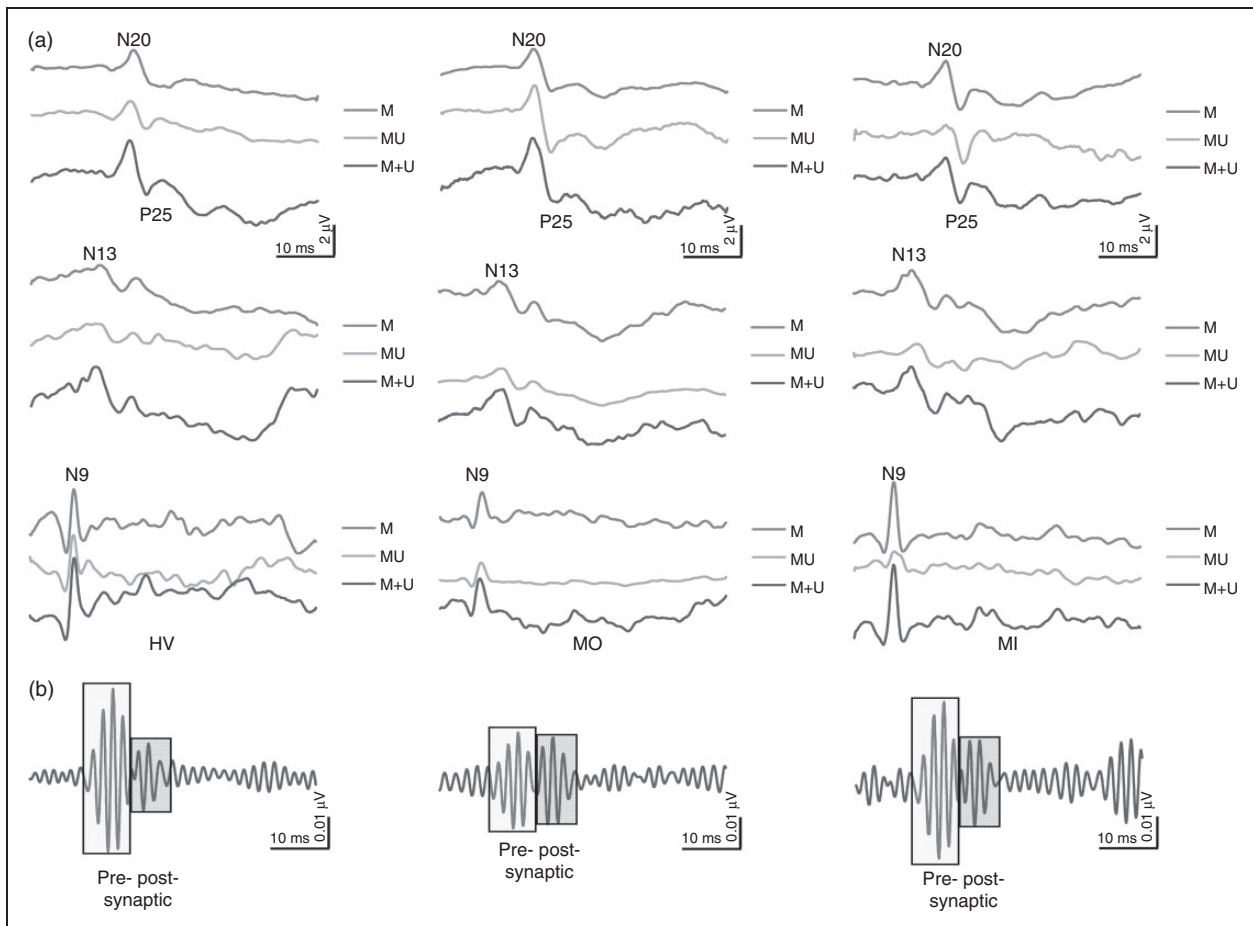 (a)
N20
N20
N20
M
MU
M+U
P25
10 ms
2 µV
M
MU
M+U
P25
10 ms
2 µV
M
MU
M+U
P25
10 ms
2 µV
N13
N13
N13
M
MU
M+U
M
MU
M+U
M
MU
M+U
N9
N9
N9
M
MU
M+U
M
MU
M+U
M
MU
M+U
HV
MO
MI
(b)
10 ms
0.01 µV
10 ms
0.01 µV
10 ms
0.01 µV
Pre- post-
synaptic
Pre- post-
synaptic
Pre- post-
synaptic